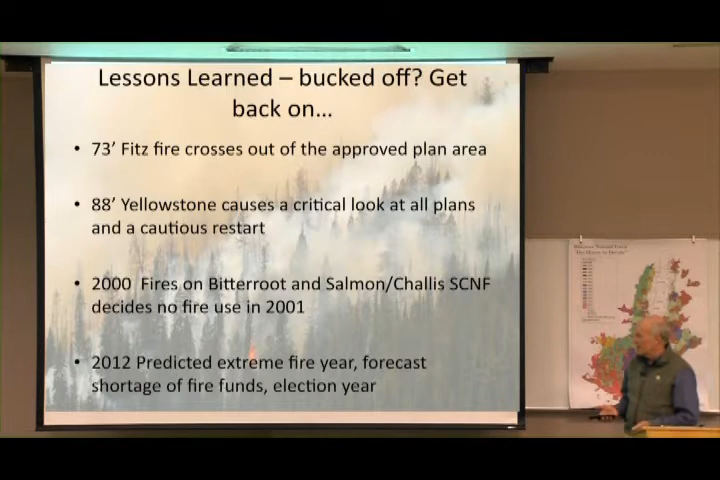 Lessons Learned – bucked off? Get
back on…
• 73' Fitz fire crosses out of the approved plan area
• 88' Yellowstone causes a critical look at all plans
and a cautious restart
• 2000 Fires on Bitterroot and Salmon/Challis SCNF
decides no fire use in 2001
• 2012 Predicted extreme fire year, forecast
shortage of fire funds, election year